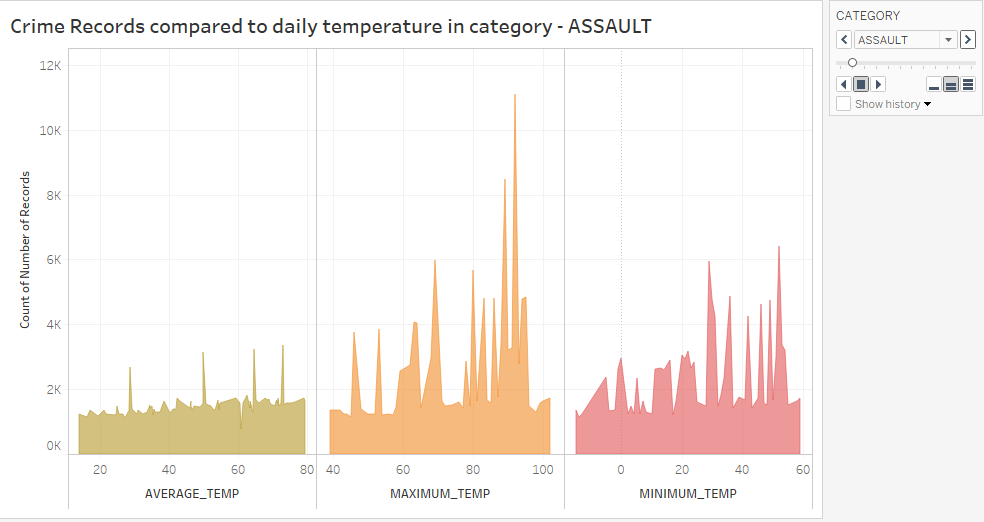 Crime Records compared to daily temperature in category - ASSAULT
12K
10K
8K
6K
4K
2K
0K
Count of Number of Records
20 40 60 80 40 60 80 100 0 20 40 60
AVERAGE_TEMP MAXIMUM_TEMP MINIMUM_TEMP
CATEGORY
ASSAULT
Show history